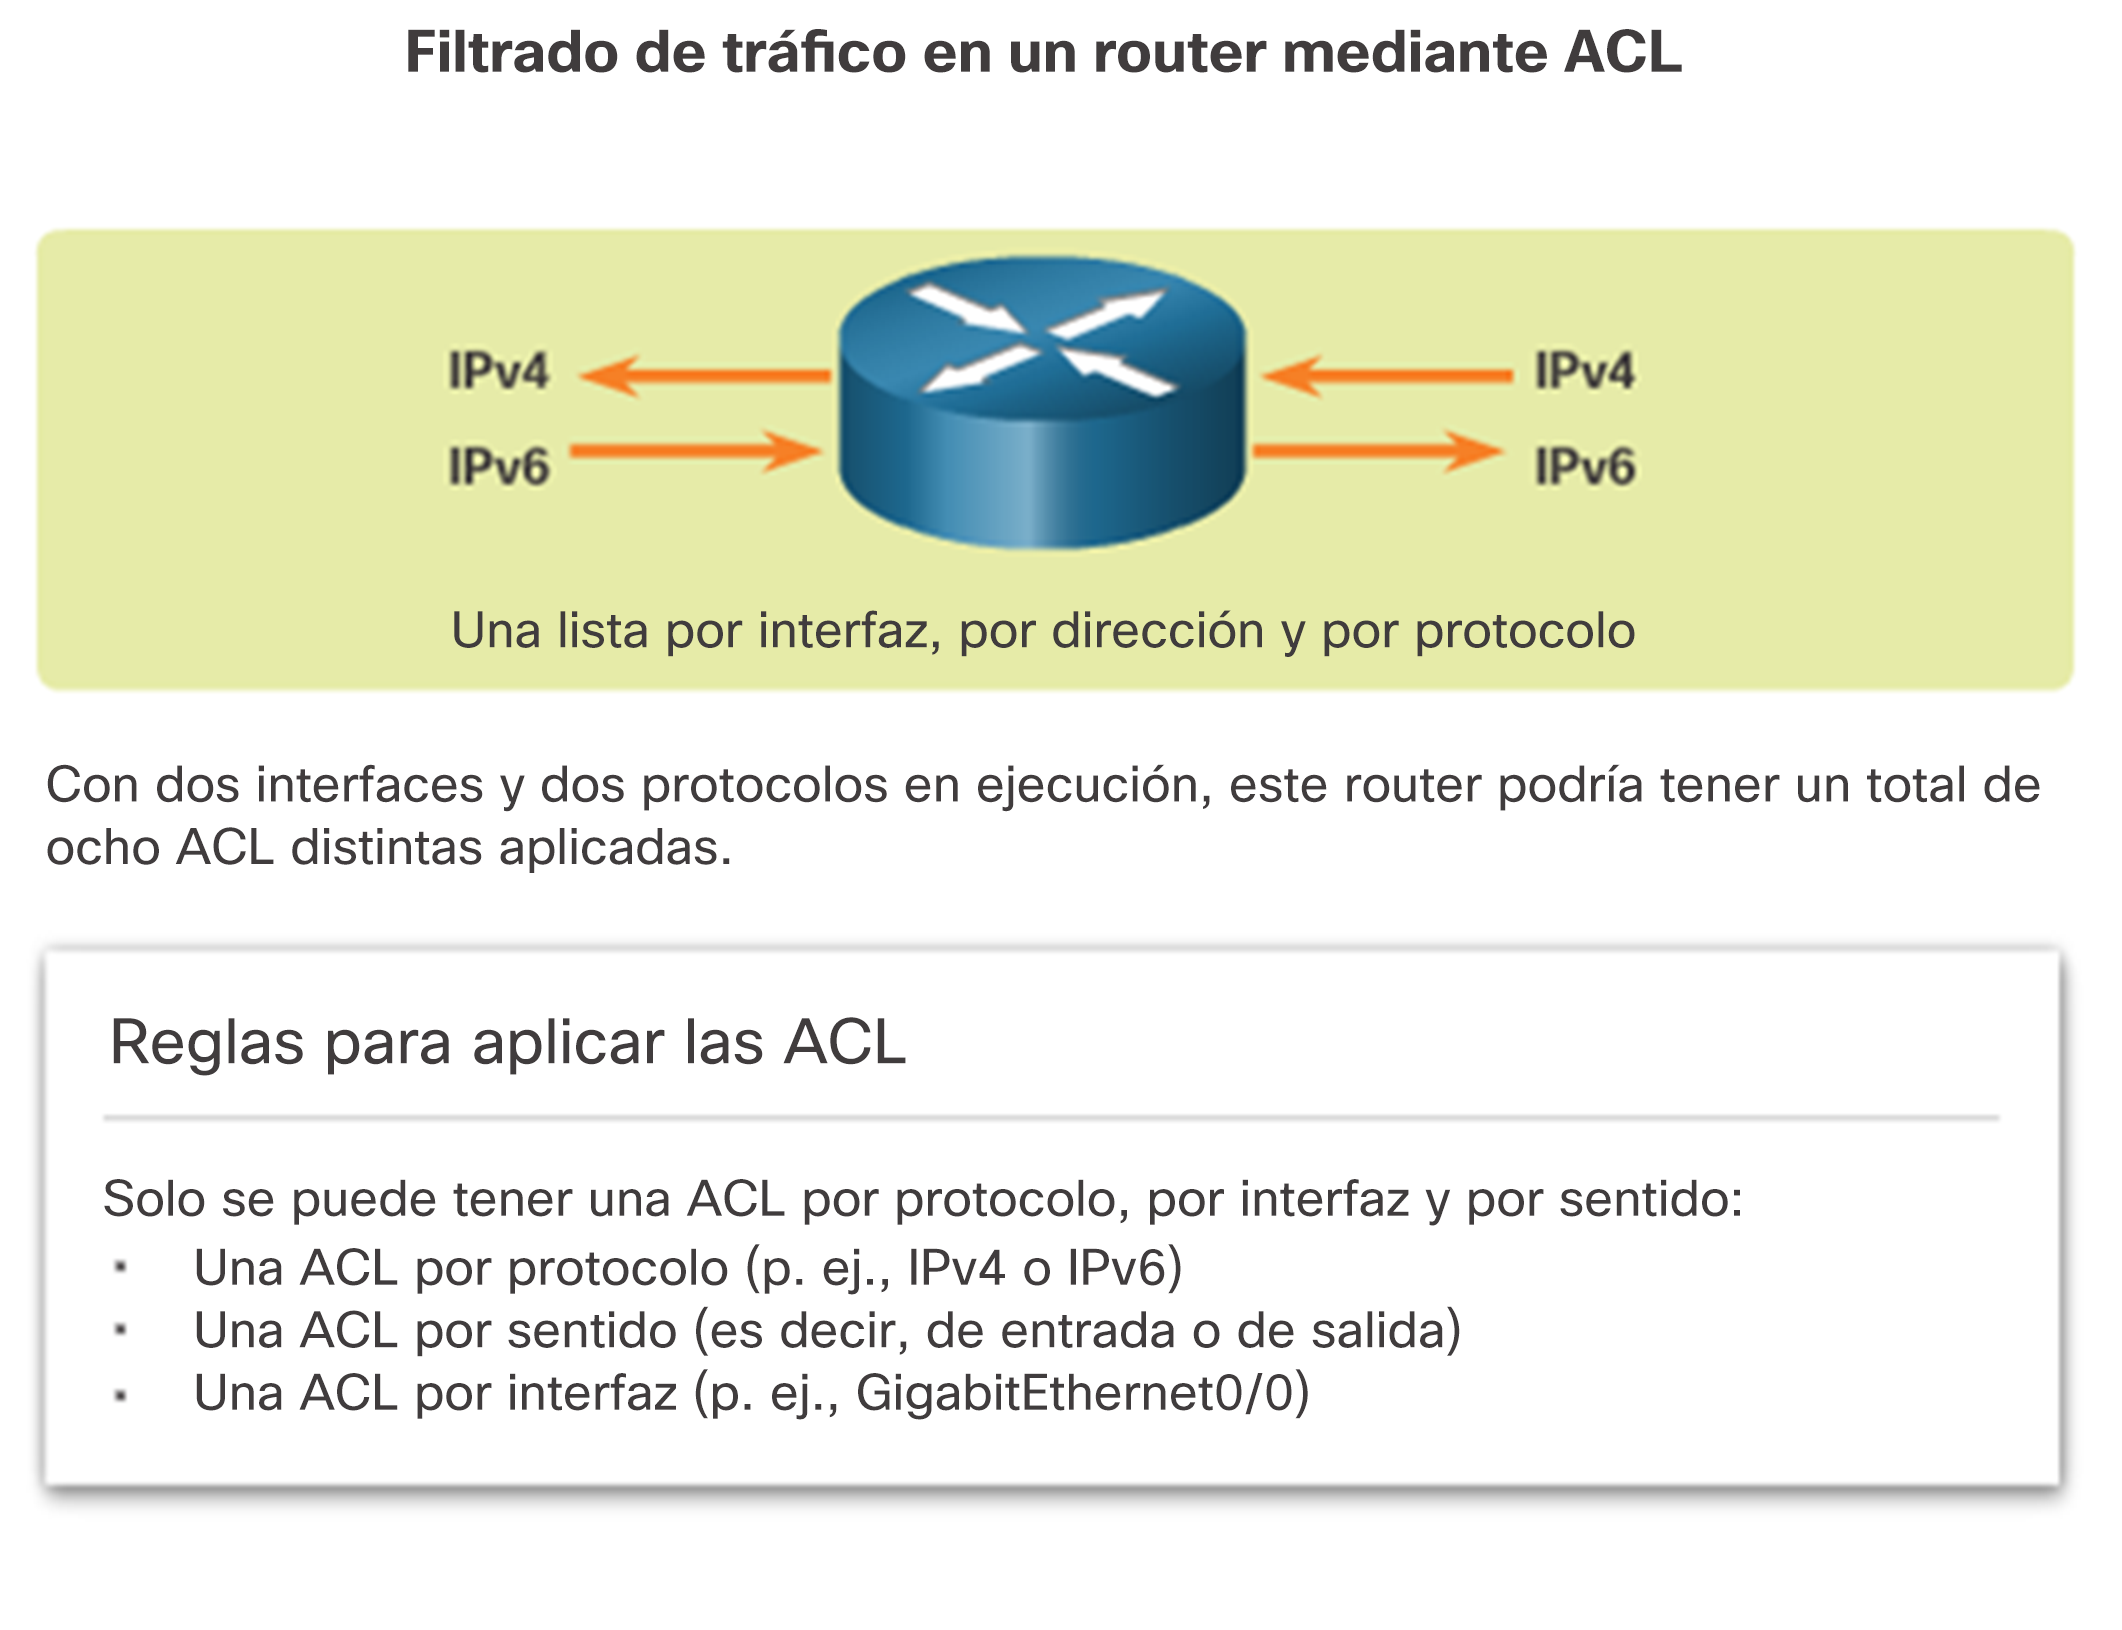 Filtrado de tráfico en un router mediante ACL
IPv4
IPv4
IPv6
IPv6
Una lista por interfaz, por dirección y por protocolo
Con dos interfaces y dos protocolos en ejecución, este router podría tener un total de
ocho ACL distintas aplicadas.
Reglas para aplicar las ACL
Solo se puede tener una ACL por protocolo, por interfaz y por sentido:
▪ Una ACL por protocolo (p. ej., IPv4 o IPv6)
▪ Una ACL por sentido (es decir, de entrada o de salida)
▪ Una ACL por interfaz (p. ej., GigabitEthernet0/0)